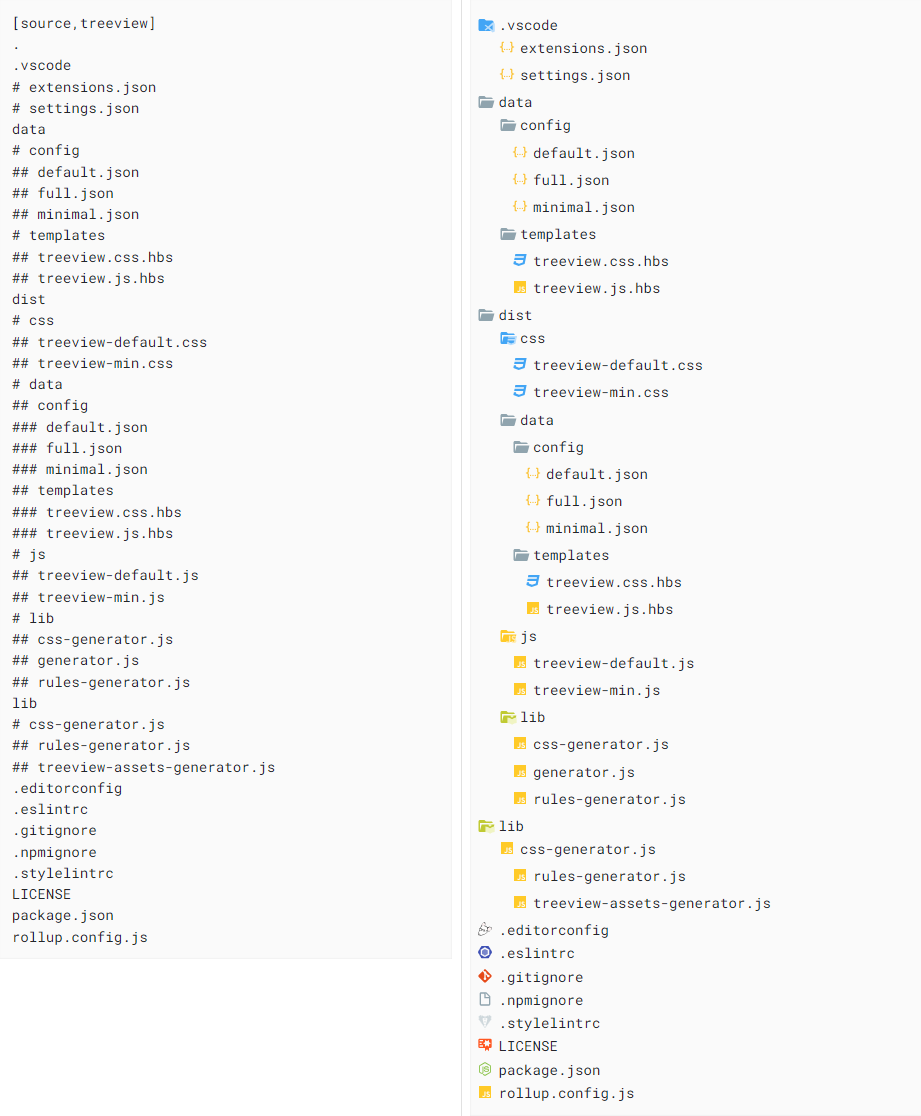 [source,treeview]
.
.vscode
# extensions.json
# settings.json
data
# config
## default.json
## full.json
## minimal.json
# templates
## treeview.css.hbs
## treeview.js.hbs
dist
# css
## treeview-default.css
## treeview-min.css
# data
## config
### default.json
### full.json
### minimal.json
## templates
### treeview.css.hbs
### treeview.js.hbs
# js
## treeview-default.js
## treeview-min.js
# lib
## css-generator.js
## generator.js
## rules-generator.js
lib
# css-generator.js
## rules-generator.js
## treeview-assets-generator.js
.editorconfig
.eslintrc
.gitignore
.npmignore
.stylelintrc
LICENSE
package.json
rollup.config.js
.vscode
extensions.json
settings.json
data
config
default.json
full.json
minimal.json
templates
treeview.css.hbs
treeview.js.hbs
dist
css
treeview-default.css
treeview-min.css
data
config
default.json
full.json
minimal.json
templates
treeview.css.hbs
treeview.js.hbs
js
treeview-default.js
treeview-min.js
lib
css-generator.js
generator.js
rules-generator.js
lib
css-generator.js
rules-generator.js
treeview-assets-generator.js
.editorconfig
.eslintrc
.gitignore
.npmignore
.stylelintrc
LICENSE
package.json
rollup.config.js